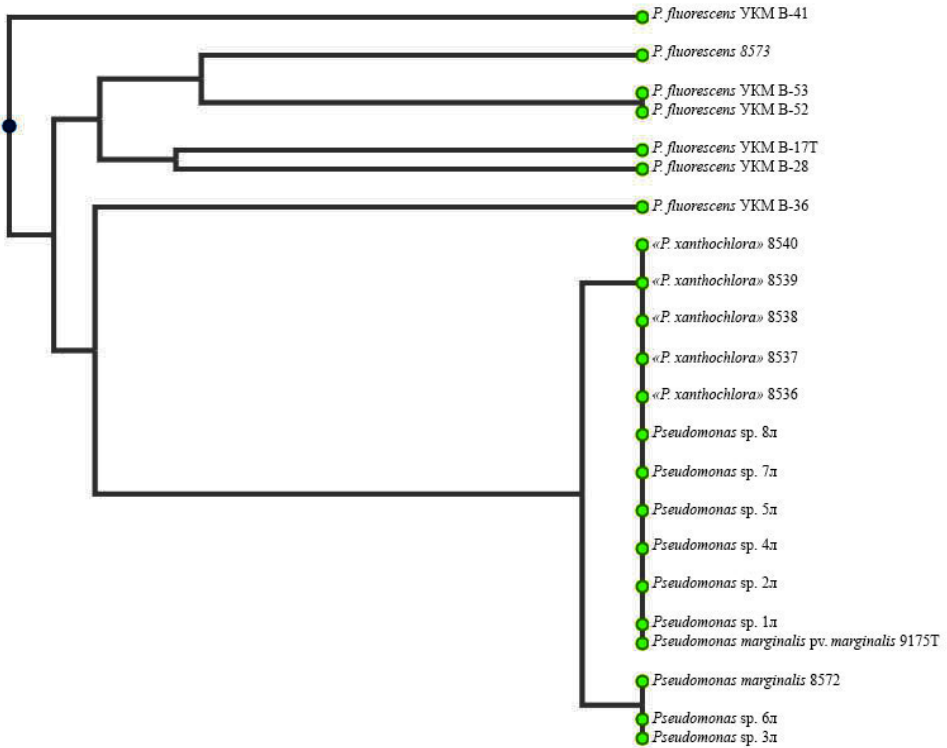 P. fluorescens УКМ В-41
P. fluorescens 8573
P. fluorescens УКМ В-53
P. fluorescens УКМ В-52
P. fluorescens УКМ В-17Т
P. fluorescens УКМ В-28
P. fluorescens УКМ В-36
«P. xanthochlora» 8540
«P. xanthochlora» 8539
«P. xanthochlora» 8538
«P. xanthochlora» 8537
«P. xanthochlora» 8536
Pseudomonas sp. 8л
Pseudomonas sp. 7л
Pseudomonas sp. 5л
Pseudomonas sp. 4л
Pseudomonas sp. 2л
Pseudomonas sp. 1л
Pseudomonas marginalis pv. marginalis 9175T
Pseudomonas marginalis 8572
Pseudomonas sp. 6л
Pseudomonas sp. 3л